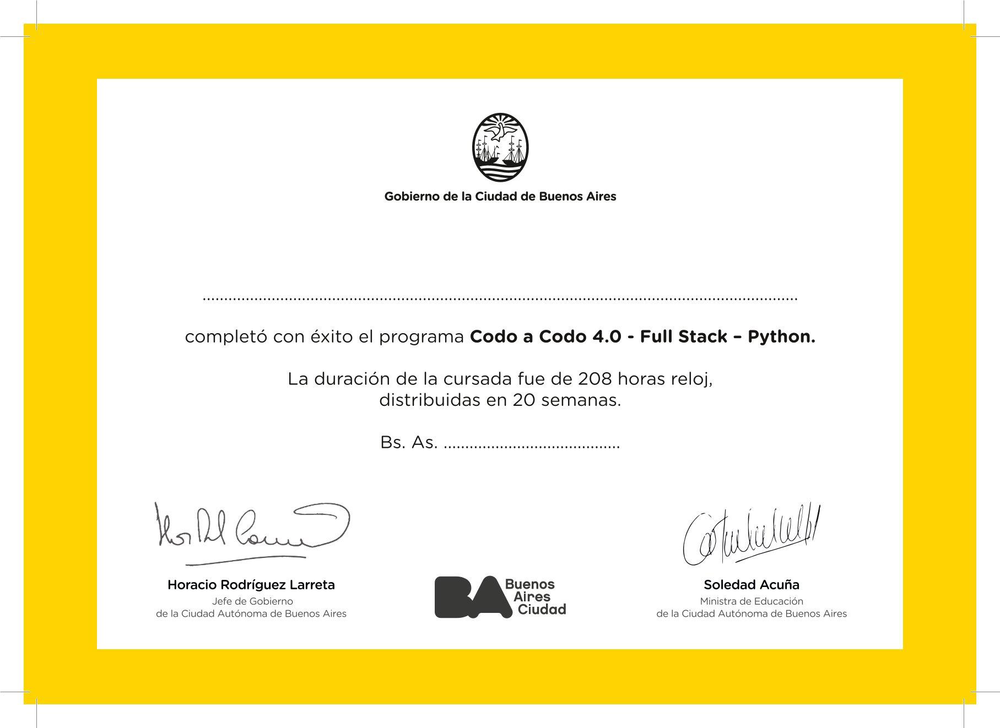 Gobierno de la Ciudad de Buenos Aires
...........................................................................................................................................
completó con éxito el programa Codo a Codo 4.0 - Full Stack – Python.
La duración de la cursada fue de 208 horas reloj,
distribuidas en 20 semanas.
Bs. As. .........................................
Horacio Rodríguez Larreta
Jefe de Gobierno
de la Ciudad Autónoma de Buenos Aires
Buenos
Aires
Ciudad
BA
Soledad Acuña
Ministra de Educación
de la Ciudad Autónoma de Buenos Aires